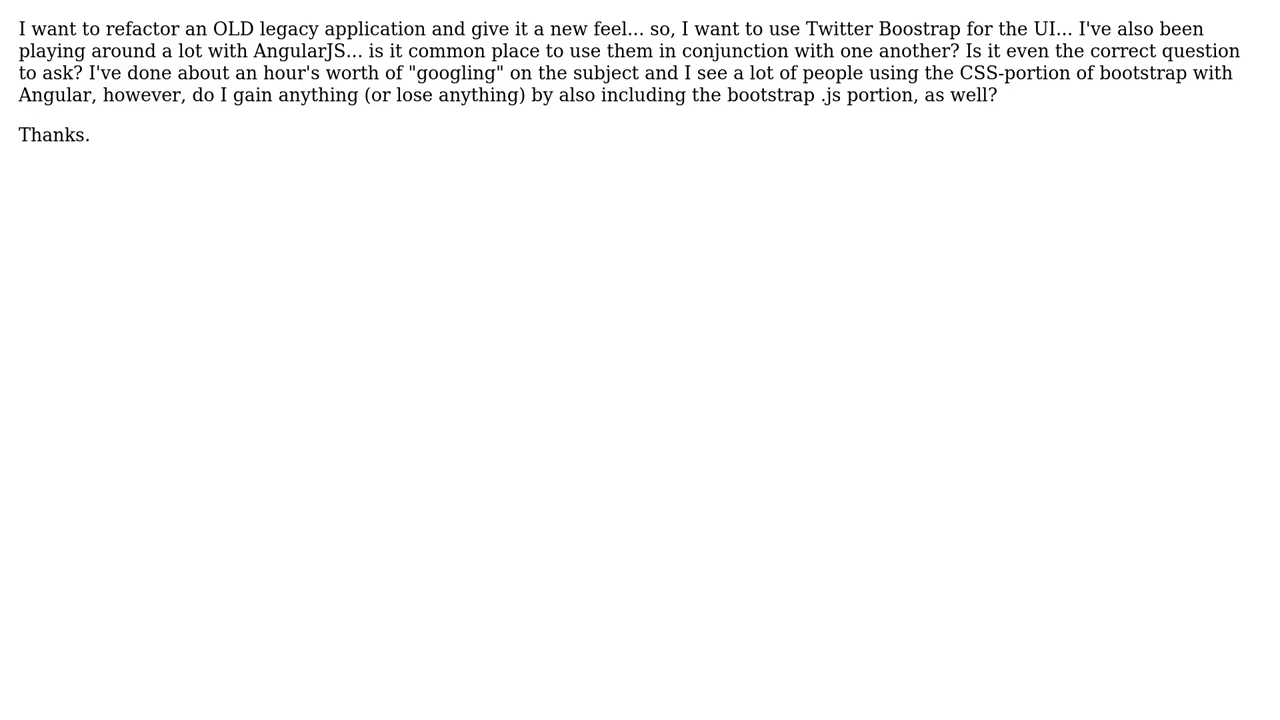 I want to refactor an OLD legacy application and give it a new feel... so, I want to use Twitter Boostrap for the UI... I've also been
playing around a lot with AngularJS... is it common place to use them in conjunction with one another? Is it even the correct question
to ask? I've done about an hour's worth of "googling" on the subject and I see a lot of people using the CSS-portion of bootstrap with
Angular, however, do I gain anything (or lose anything) by also including the bootstrap .js portion, as well?
Thanks.